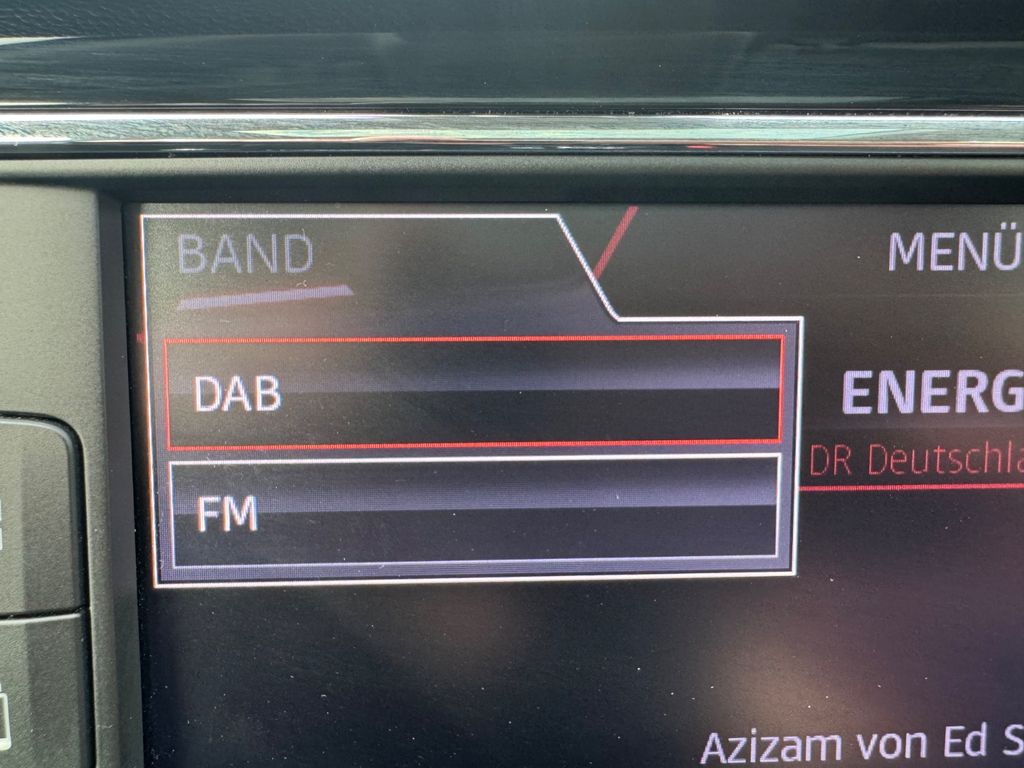 BAND
MENÜ
DAB
ENERG
DR Deutschla
FM
Azizam von Ed S